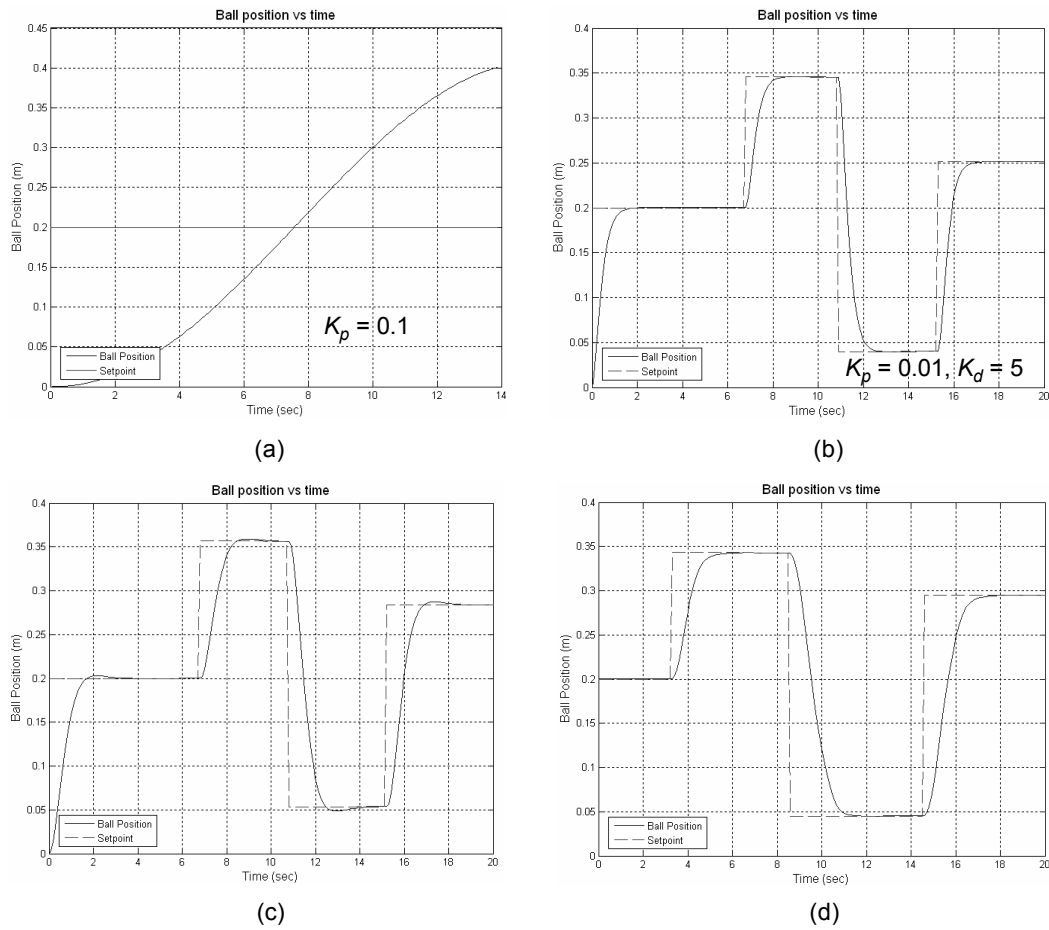 Ball position vs time
Ball Position (m)
0.45
0.4
0.35
0.3
0.25
0.2
0.15
0.1
0.05
0
K_p = 0.1
Ball Position
Setpoint
0 2 4 6 8 10 12 14
Time (sec)
(a)
Ball position vs time
Ball Position (m)
0.4
0.35
0.3
0.25
0.2
0.15
0.1
0.05
0
K_p = 0.01, K_d = 5
Ball Position
Setpoint
0 2 4 6 8 10 12 14 16 18 20
Time (sec)
(b)
Ball position vs time
Ball Position (m)
0.4
0.35
0.3
0.25
0.2
0.15
0.1
0.05
0
Ball Position
Setpoint
0 2 4 6 8 10 12 14 16 18 20
Time (sec)
(c)
Ball position vs time
Ball Position (m)
0.4
0.35
0.3
0.25
0.2
0.15
0.1
0.05
0
Ball Position
Setpoint
0 2 4 6 8 10 12 14 16 18 20
Time (sec)
(d)